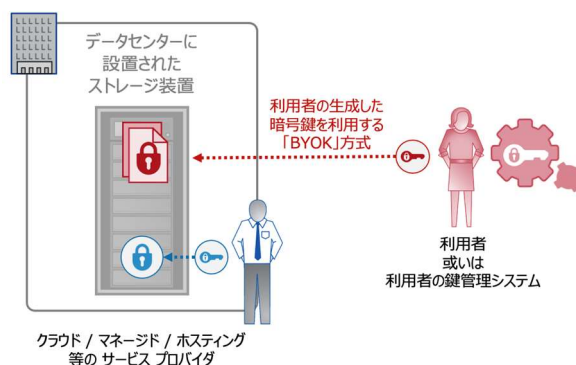 データセンターに
設置された
ストレージ装置
利用者の生成した
暗号鍵を利用する
「BYOK」方式
利用者
或いは
利用者の鍵管理システム
クラウド / マネージド / ホスティング
等の サービス プロバイダ